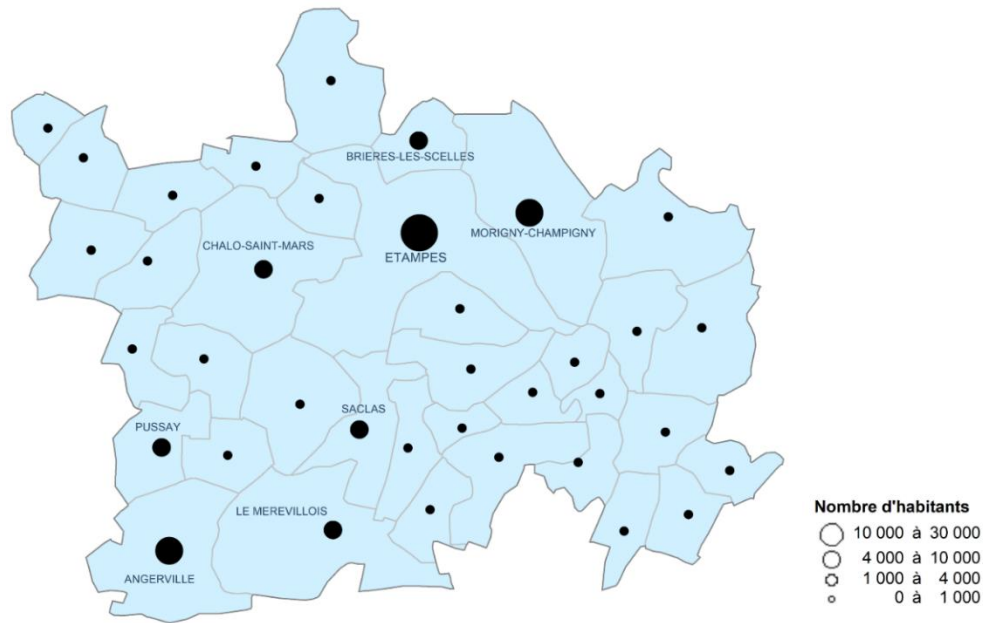 BRIERES-LES-SCELLES
MORIGNY-CHAMPIGNY
CHALO-SAINT-MARS
ETAMPES
SACLAS
PUSSAY
LE MEREVILLOIS
ANGERVILLE
Nombre d'habitants
10 000 à 30 000
4 000 à 10 000
1 000 à 4 000
0 à 1 000